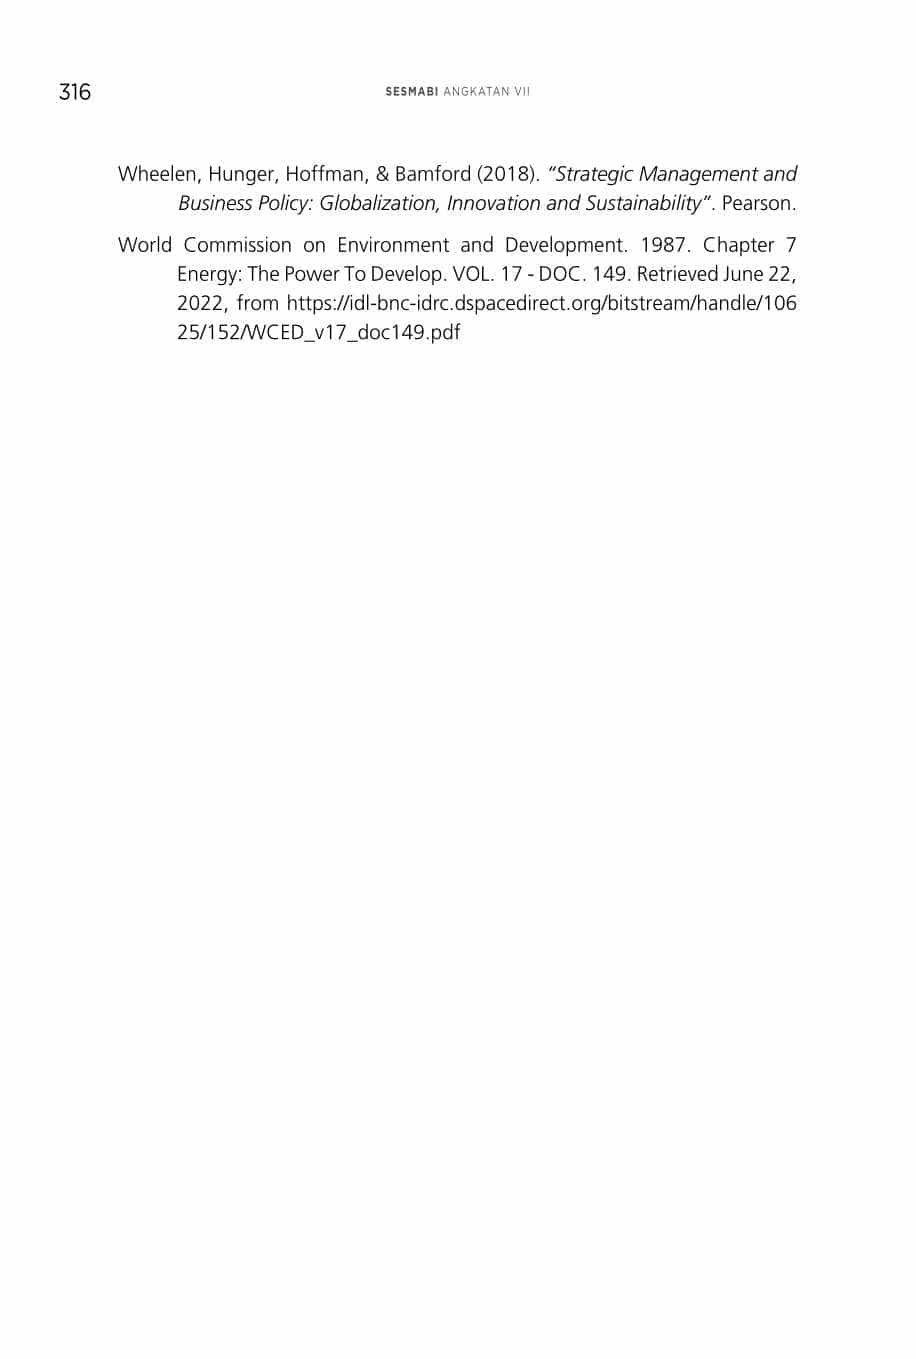 316
SESMABI ANGKATAN VII
Wheelen, Hunger, Hoffman, & Bamford (2018). “Strategic Management and
Business Policy: Globalization, Innovation and Sustainability”. Pearson.
World Commission on Environment and Development. 1987. Chapter 7
Energy: The Power To Develop. VOL. 17 - DOC. 149. Retrieved June 22,
2022, from https://idl-bnc-idrc.dspacedirect.org/bitstream/handle/106
25/152/WCED_v17_doc149.pdf